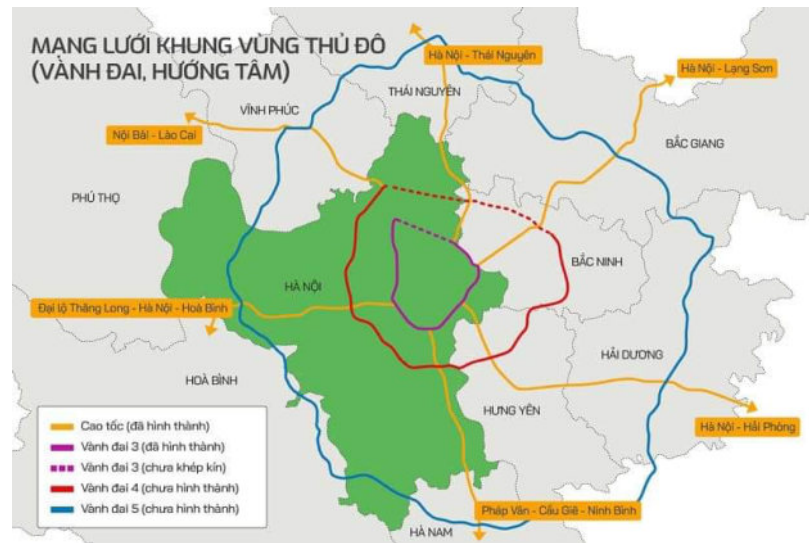 MẠNG LƯỚI KHUNG VÙNG THỦ ĐÔ
(VÀNH ĐAI, HƯỚNG TÂM)
Hà Nội - Thái Nguyên
Hà Nội - Lạng Sơn
THÁI NGUYÊN
VĨNH PHÚC
Nội Bài - Lào Cai
BẮC GIANG
PHÚ THỌ
BẮC NINH
HÀ NỘI
Đại lộ Thăng Long - Hà Nội - Hoà Bình
HẢI DƯƠNG
HOÀ BÌNH
HƯNG YÊN
Hà Nội - Hải Phòng
Cao tốc (đã hình thành)
Vành đai 3 (đã hình thành)
Vành đai 3 (chưa khép kín)
Vành đai 4 (chưa hình thành)
Vành đai 5 (chưa hình thành)
Pháp Vân - Cầu Giẽ - Ninh Bình
HÀ NAM